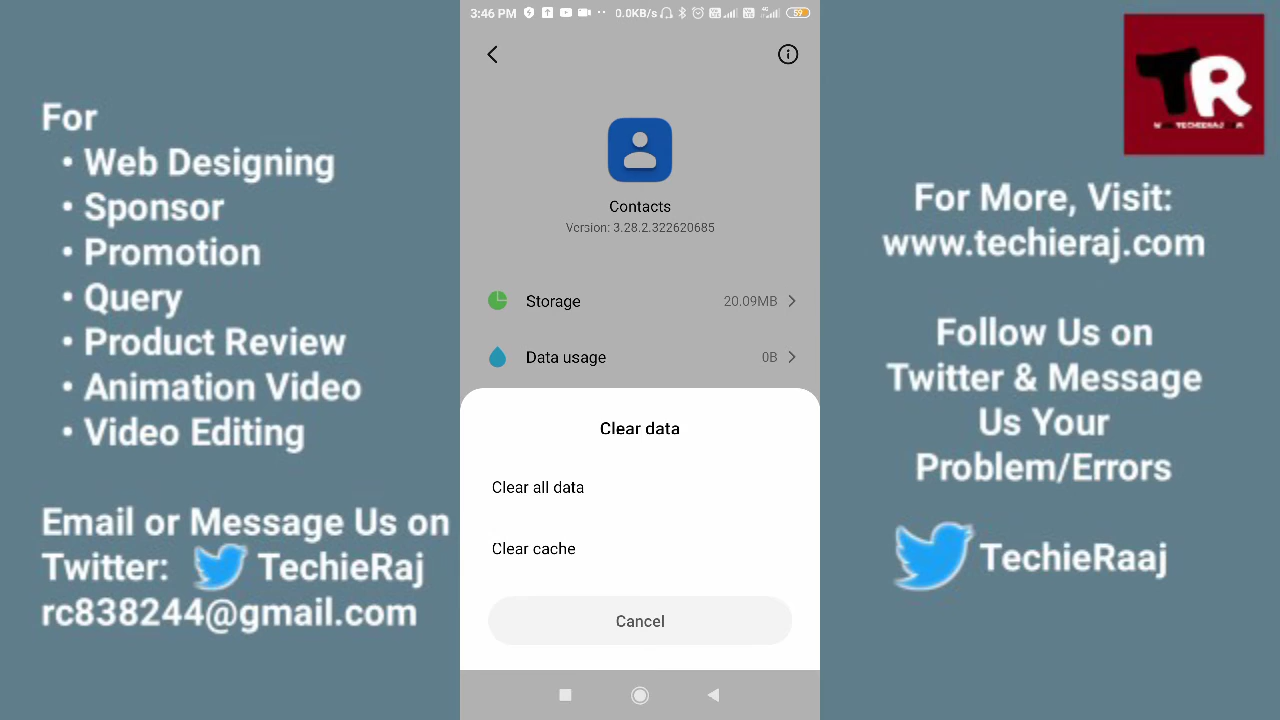 For
• Web Designing
• Sponsor
• Promotion
• Query
• Product Review
• Animation Video
• Video Editing
Email or Message Us on
Twitter: TechieRaj
rc838244@gmail.com
3:46 PM 0.0KB/s 4G 59
Contacts
Version: 3.28.2.322620685
Storage 20.09MB
Data usage 0B
Clear data
Clear all data
Clear cache
Cancel
TR
For More, Visit:
www.techieraj.com
Follow Us on
Twitter & Message
Us Your
Problem/Errors
TechieRaaj